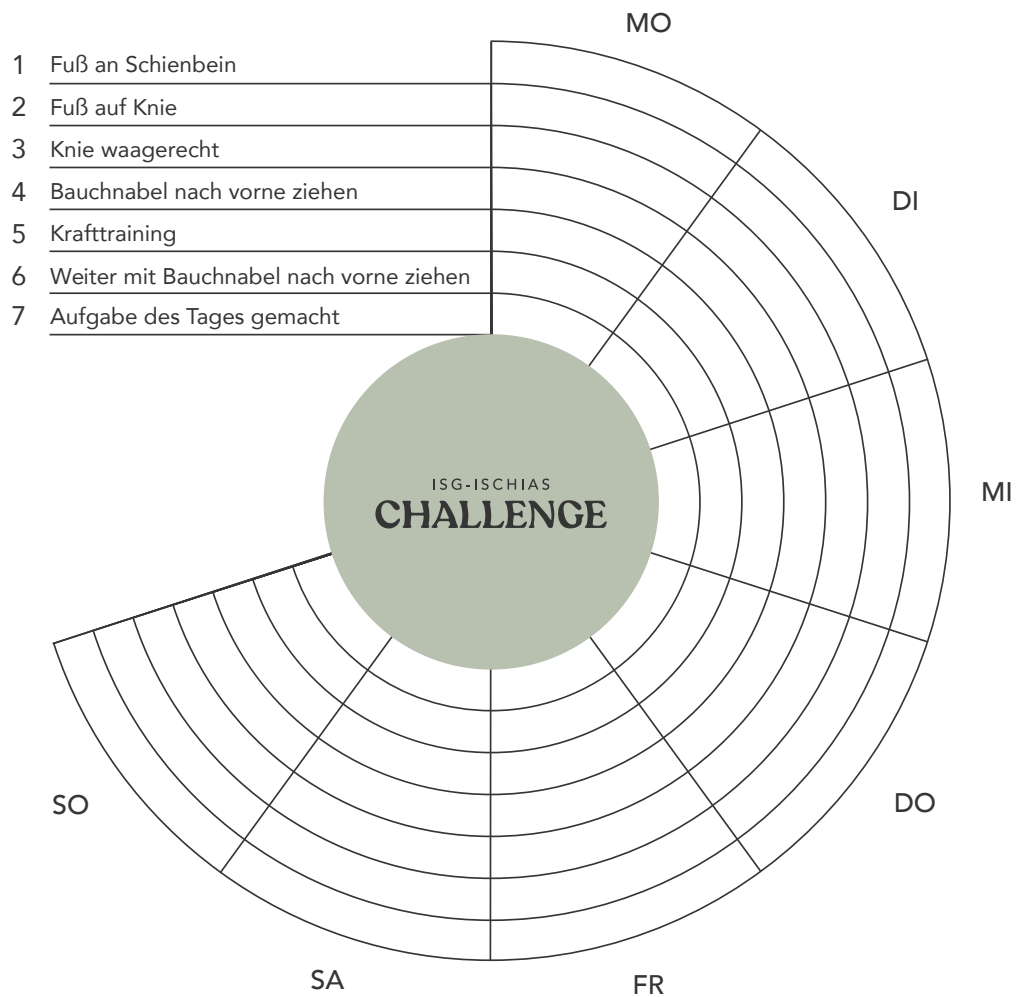 MO
1 Fuß an Schienbein
2 Fuß auf Knie
3 Knie waagerecht
4 Bauchnabel nach vorne ziehen
5 Krafttraining
6 Weiter mit Bauchnabel nach vorne ziehen
7 Aufgabe des Tages gemacht
DI
MI
DO
FR
SA
SO
ISG-ISCHIAS
CHALLENGE